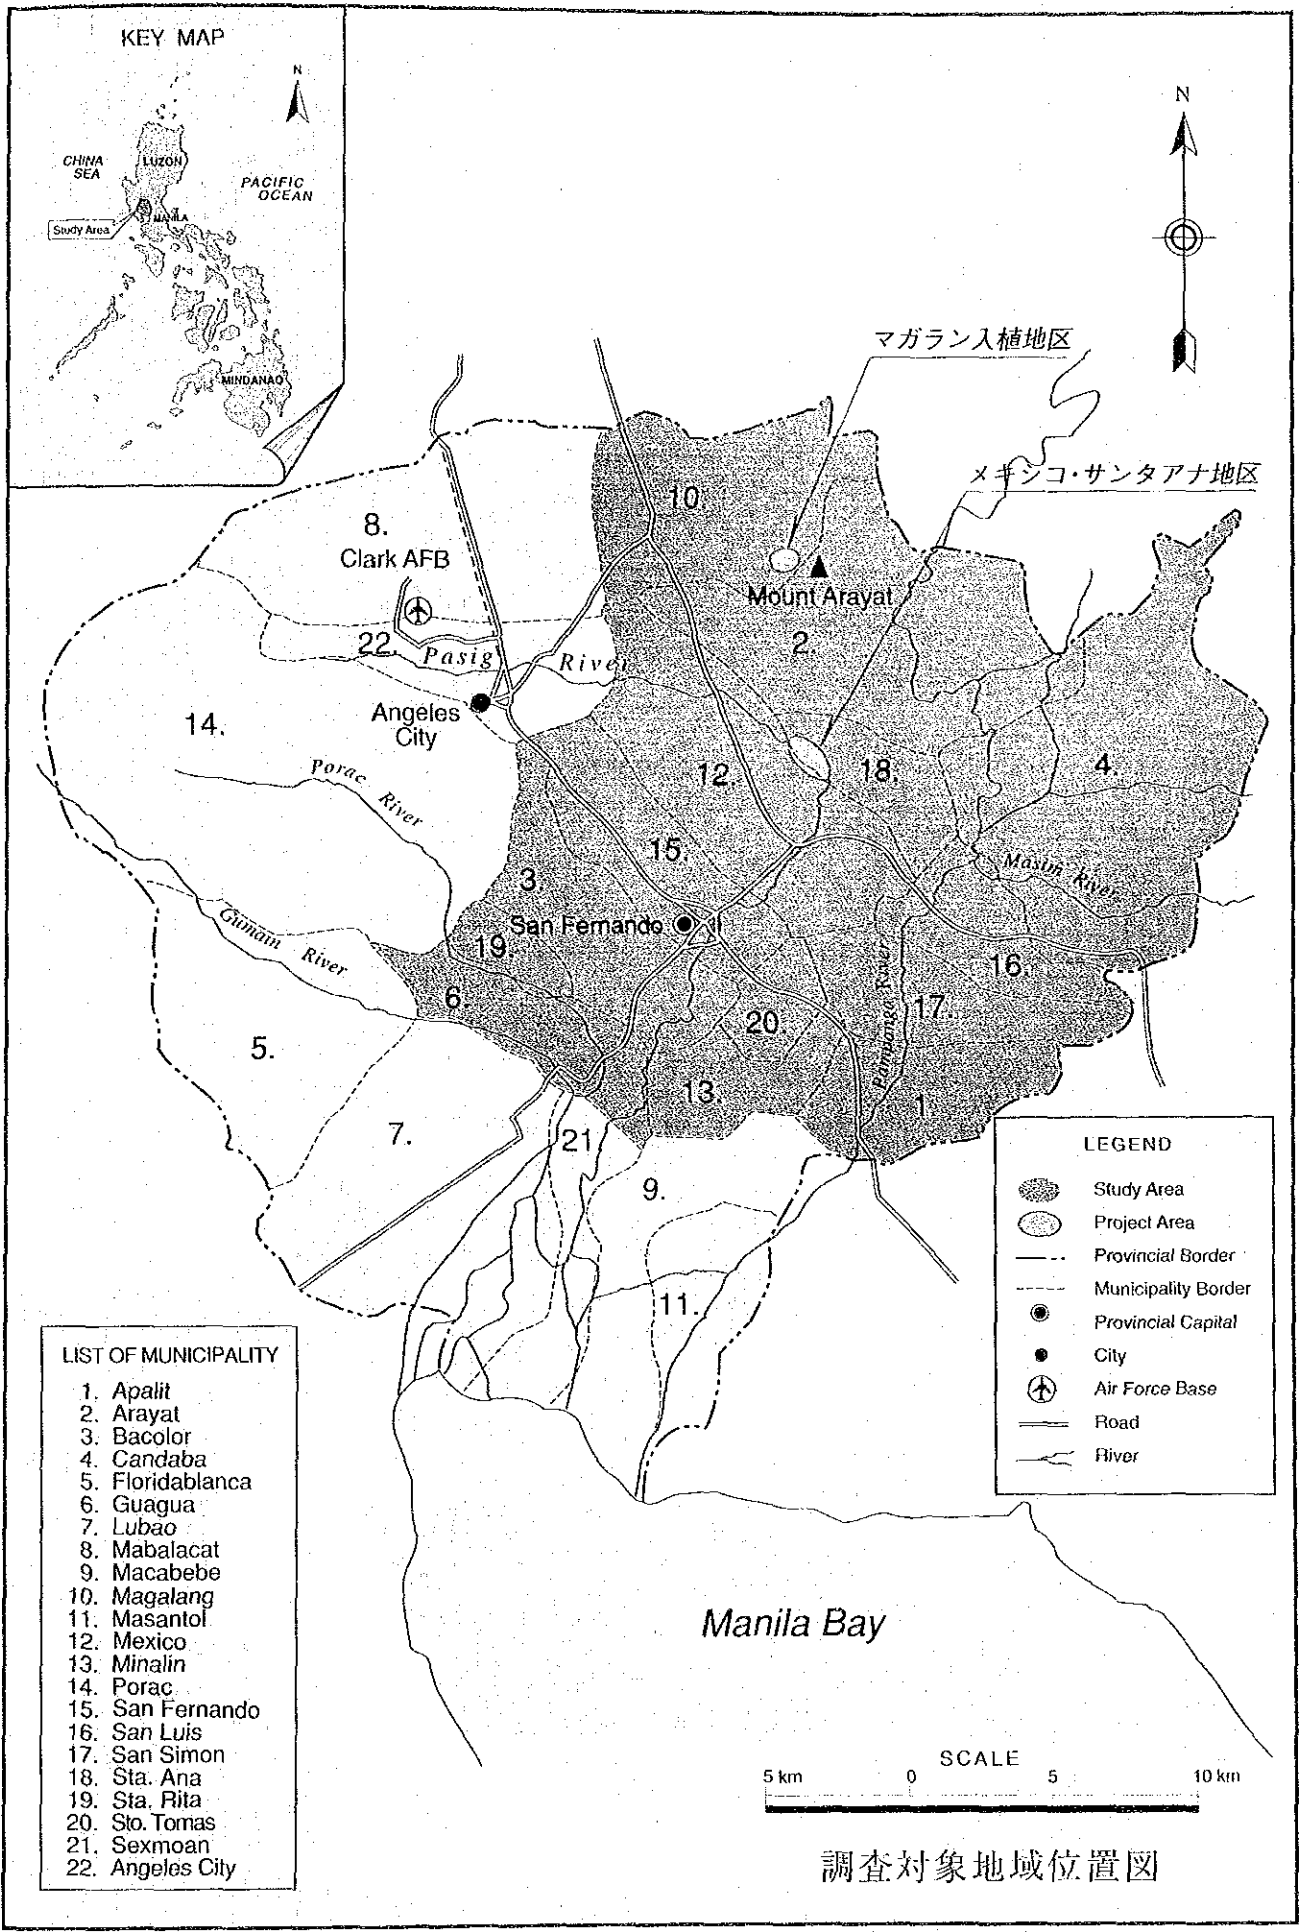 KEY MAP
N
CHINA
SEA
LUZON
PACIFIC
OCEAN
MANILA
Study Area
MINDANAO
N
マガラン入植地区
メキシコ・サンタアナ地区
10
8.
Clark AFB
Mount Arayat
2.
22.
Pasig River
Angeles
City
14.
Porac
River
12.
18.
4.
15.
3.
Masim River
Gumain
River
San Fernando
19.
6.
16.
17.
Pampanga River
20.
5.
13.
1.
7.
21
9.
11.
LEGEND
Study Area
Project Area
Provincial Border
Municipality Border
Provincial Capital
City
Air Force Base
Road
River
LIST OF MUNICIPALITY
1. Apalit
2. Arayat
3. Bacolor
4. Candaba
5. Floridablanca
6. Guagua
7. Lubao
8. Mabalacat
9. Macabebe
10. Magalang
11. Masantol
12. Mexico
13. Minalin
14. Porac
15. San Fernando
16. San Luis
17. San Simon
18. Sta. Ana
19. Sta. Rita
20. Sto. Tomas
21. Sexmoan
22. Angeles City
Manila Bay
SCALE
5 km 0 5 10 km
調査対象地域位置図